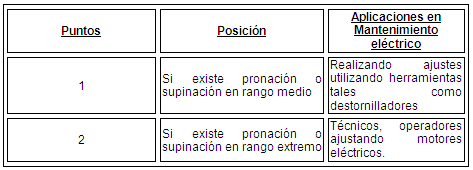 Puntos
Posición
Aplicaciones en
Mantenimiento
eléctrico
1
Si existe pronación o
supinación en rango medio
Realizando ajustes
utilizando herramientas
tales como
destornilladores
2
Si existe pronación o
supinación en rango extremo
Técnicos, operadores
ajustando motores
eléctricos.